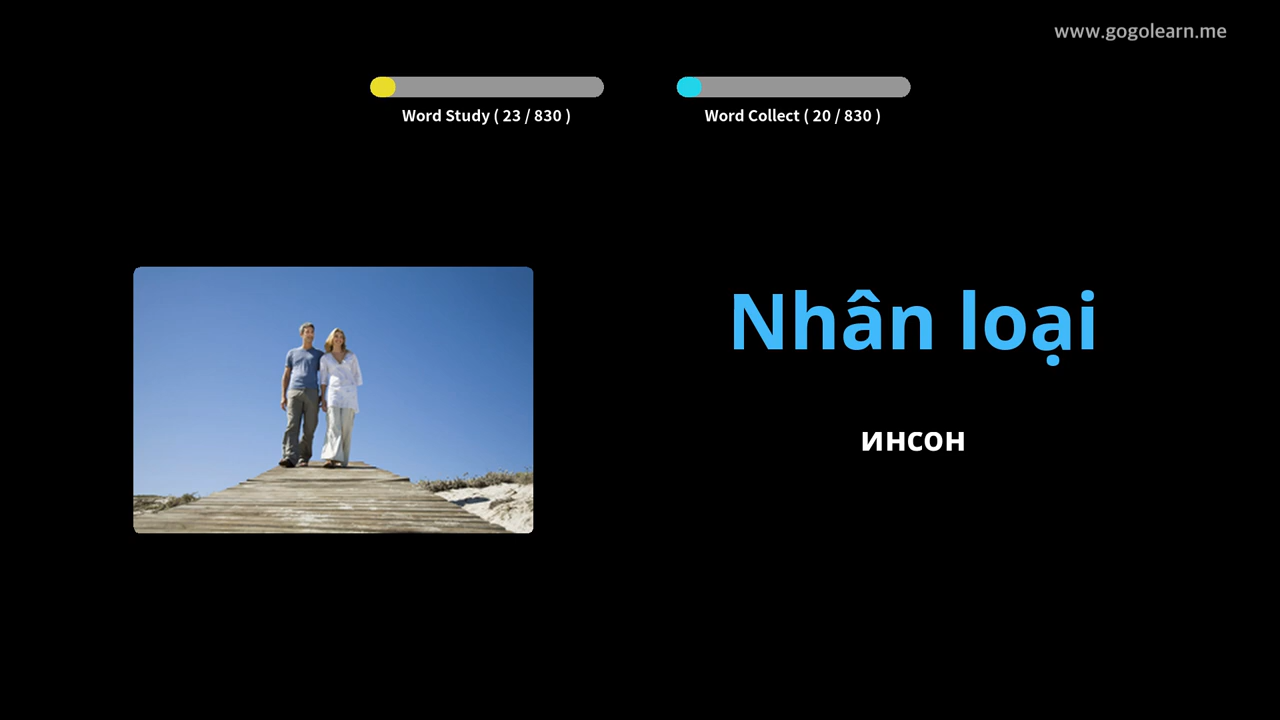 www.gogolearn.me
Word Study ( 23 / 830 )
Word Collect ( 20 / 830 )
Nhân loại
инсон